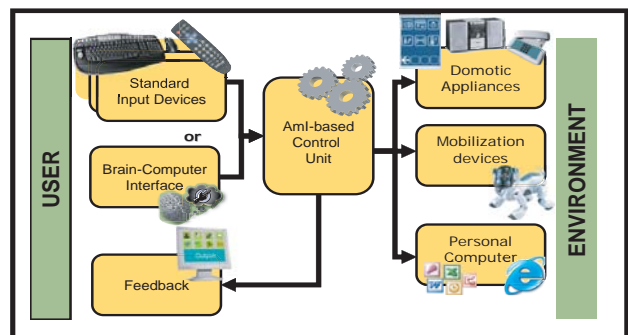 USER
Standard
Input Devices
or
Brain-Computer
Interface
Feedback
Output
AmI-based
Control
Unit
Domotic
Appliances
Mobilization
devices
Personal
Computer
ENVIRONMENT